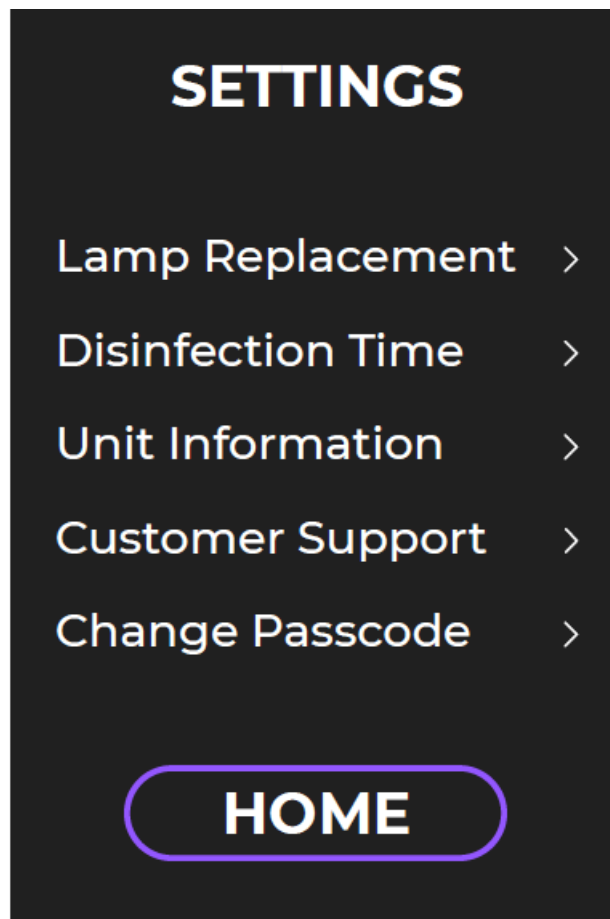 SETTINGS
Lamp Replacement
Disinfection Time
Unit Information
Customer Support
Change Passcode
HOME